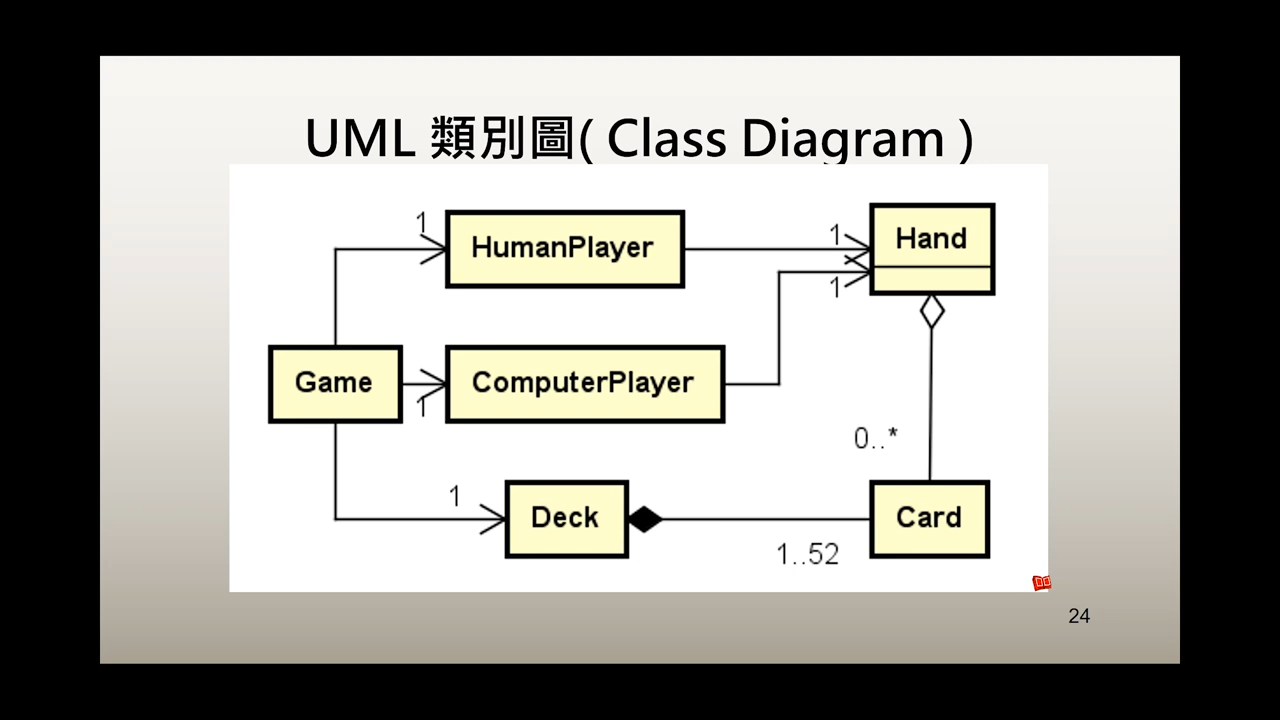 UML 類別圖( Class Diagram )
1
HumanPlayer
1
Hand
1
Game
1
ComputerPlayer
0..*
1
Deck
1..52
Card
24